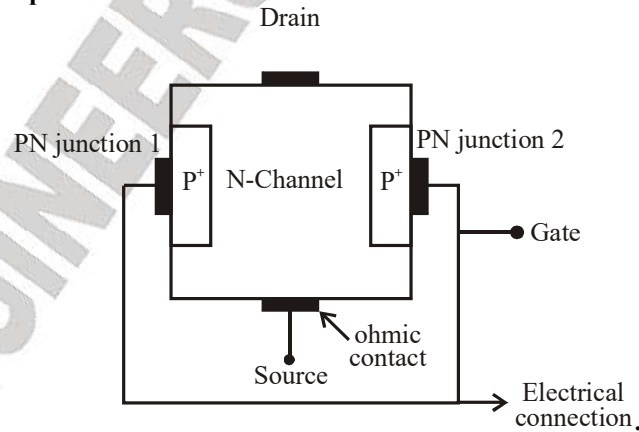 Drain
PN junction 1
PN junction 2
P+
N-Channel
P+
Gate
ohmic
contact
Source
Electrical
connection.